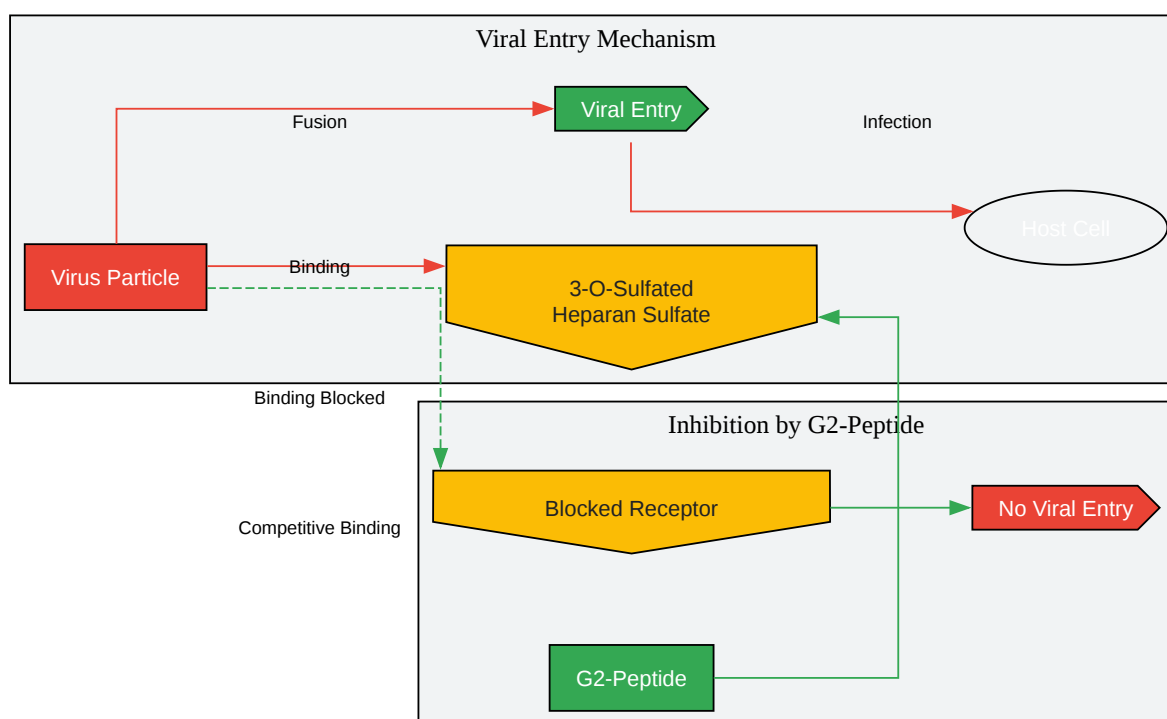 Viral Entry Mechanism
Viral Entry
Fusion
Infection
Host Cell
Virus Particle
Binding
3-O-Sulfated
Heparan Sulfate
Binding Blocked
Inhibition by G2-Peptide
Blocked Receptor
No Viral Entry
Competitive Binding
G2-Peptide